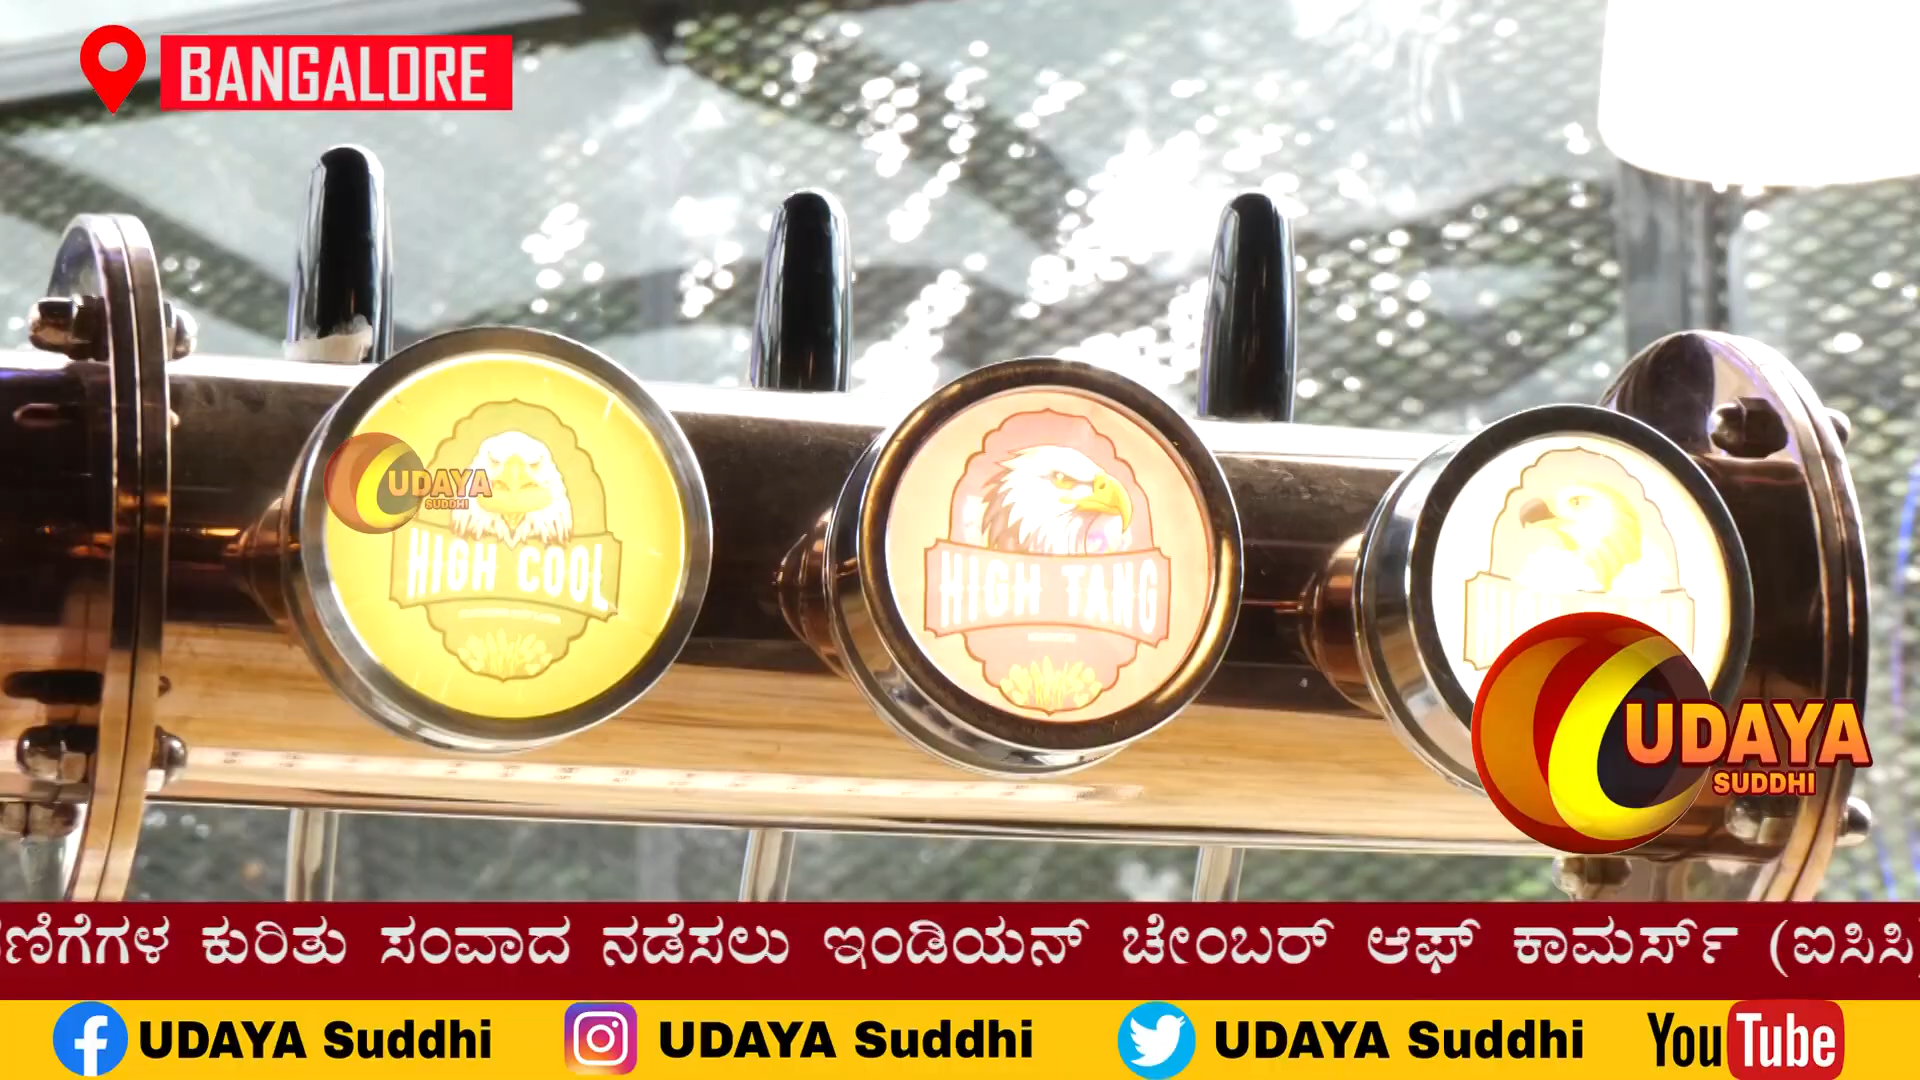 BANGALORE
UDAYA
SUDDHI
HIGH COOL
HIGH TANG
UDAYA
SUDDHI
ಕುರಿತು ಸಂವಾದ ನಡೆಸಲು ಇಂಡಿಯನ್ ಚೇಂಬರ್ ಆಫ್ ಕಾಮರ್ಸ್ (ಐಸಿಸಿ
UDAYA Suddhi UDAYA Suddhi UDAYA Suddhi YouTube